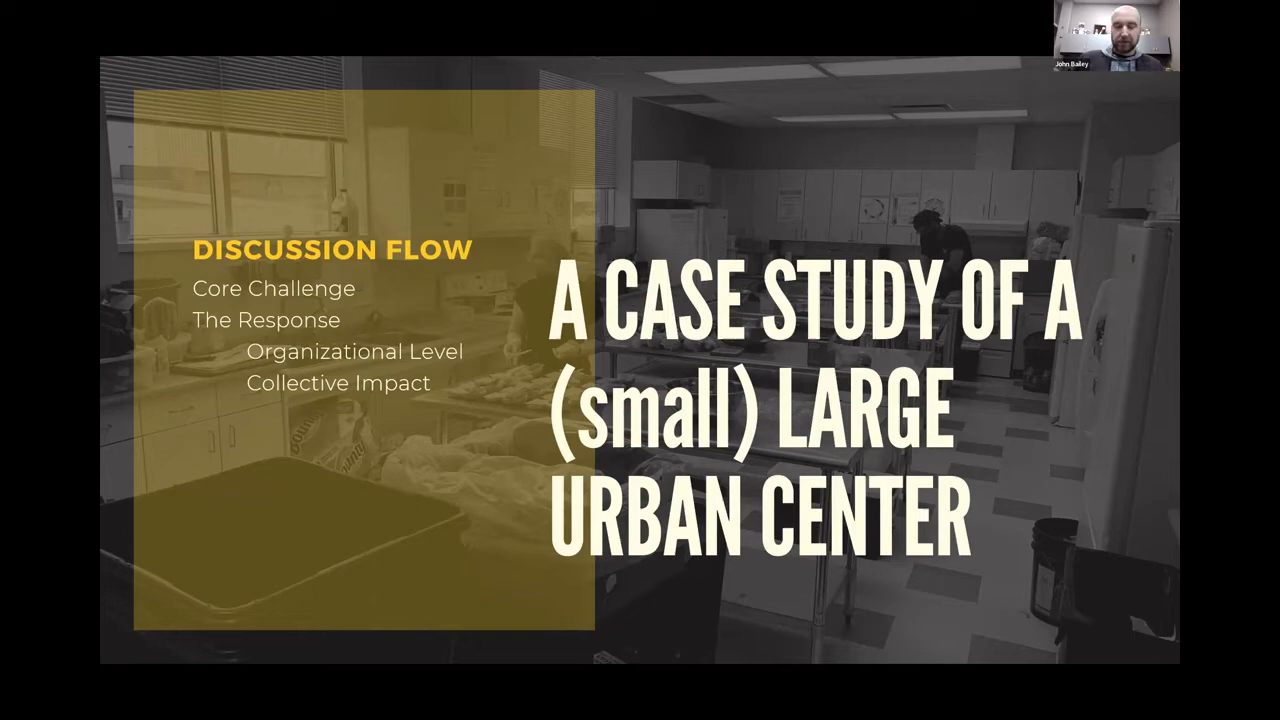 John Bailey
DISCUSSION FLOW
Core Challenge
The Response
Organizational Level
Collective Impact
A CASE STUDY OF A
(small) LARGE
URBAN CENTER